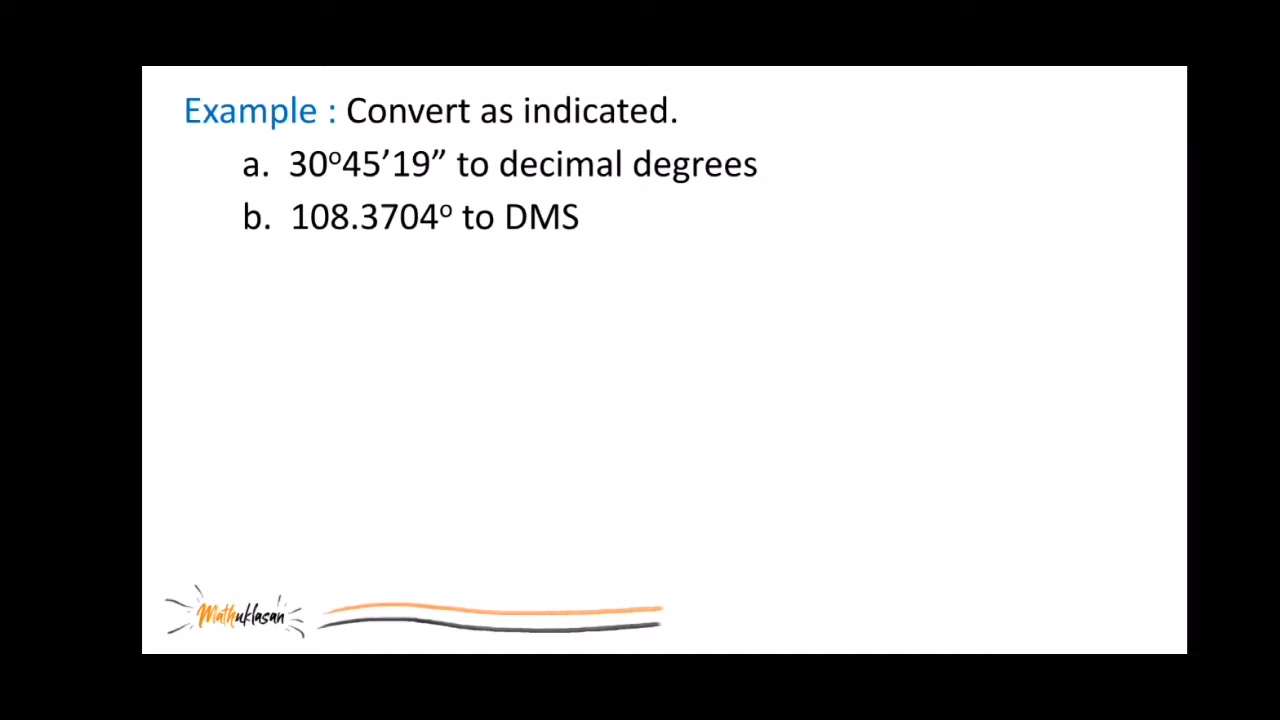 Example : Convert as indicated.
a. 30º45’19” to decimal degrees
b. 108.3704º to DMS
Mathuklasan